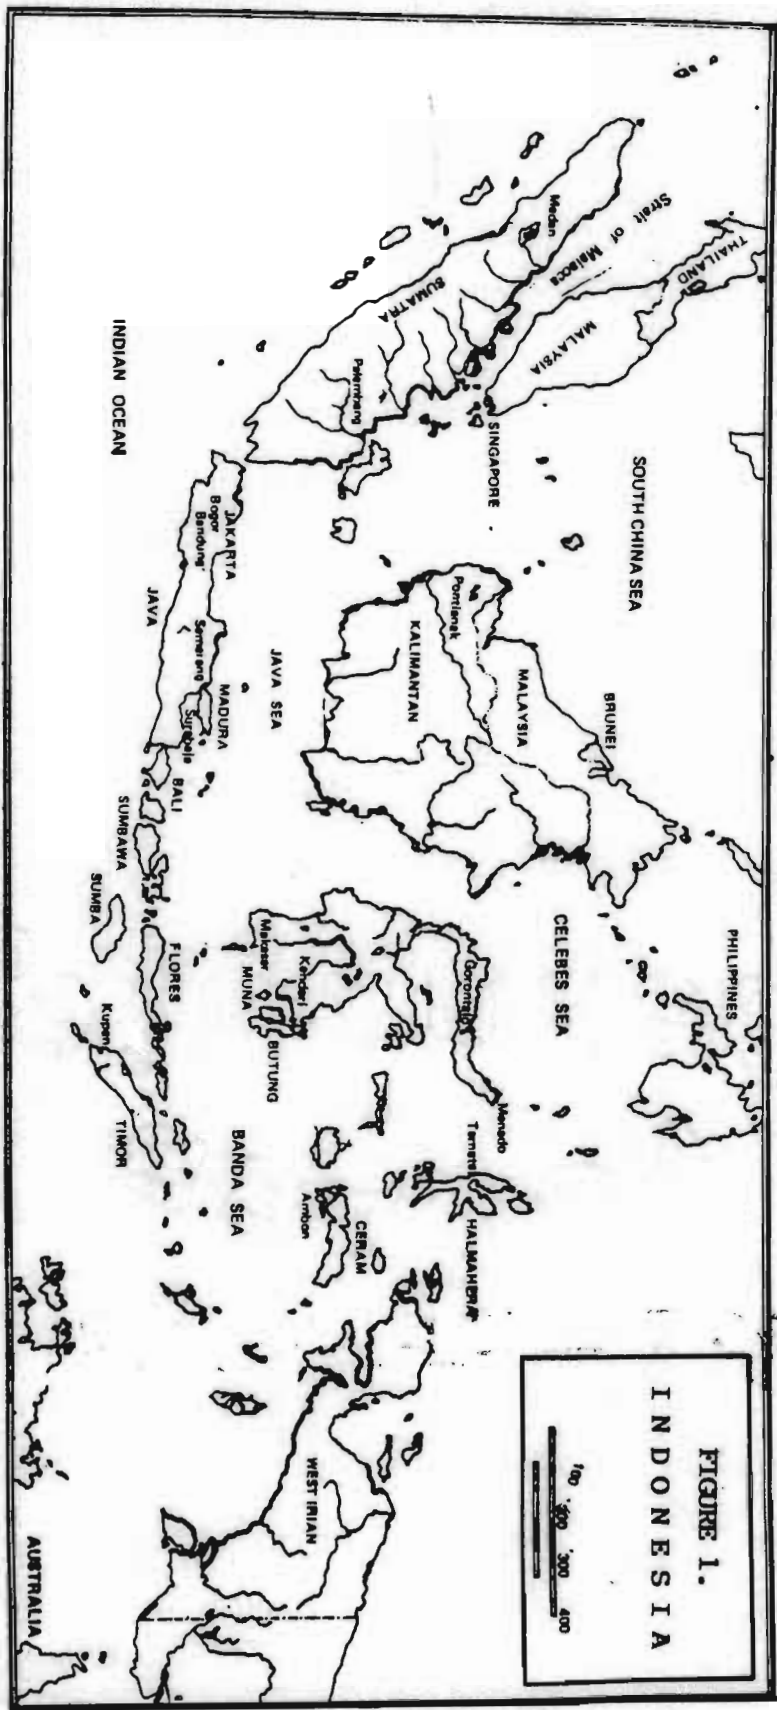 FIGURE 1.
INDONESIA
100 200 300 400
THAILAND
Strait of Malacca
MALAYSIA
Medan
SUMATRA
SINGAPORE
Palembang
INDIAN OCEAN
SOUTH CHINA SEA
PHILIPPINES
BRUNEI
MALAYSIA
Pontianak
KALIMANTAN
CELEBES SEA
JAVA SEA
JAKARTA
Bogor
Bandung
Semarang
MADURA
Surabaja
JAVA
BALI
SUMBAWA
SUMBA
FLORES
Kupen
TIMOR
Gorontalo
Menado
Makasar
Kendari
MUNA
BUTUNG
Ternate
HALMAHERA
BANDA SEA
CERAM
Ambon
WEST IRIAN
AUSTRALIA